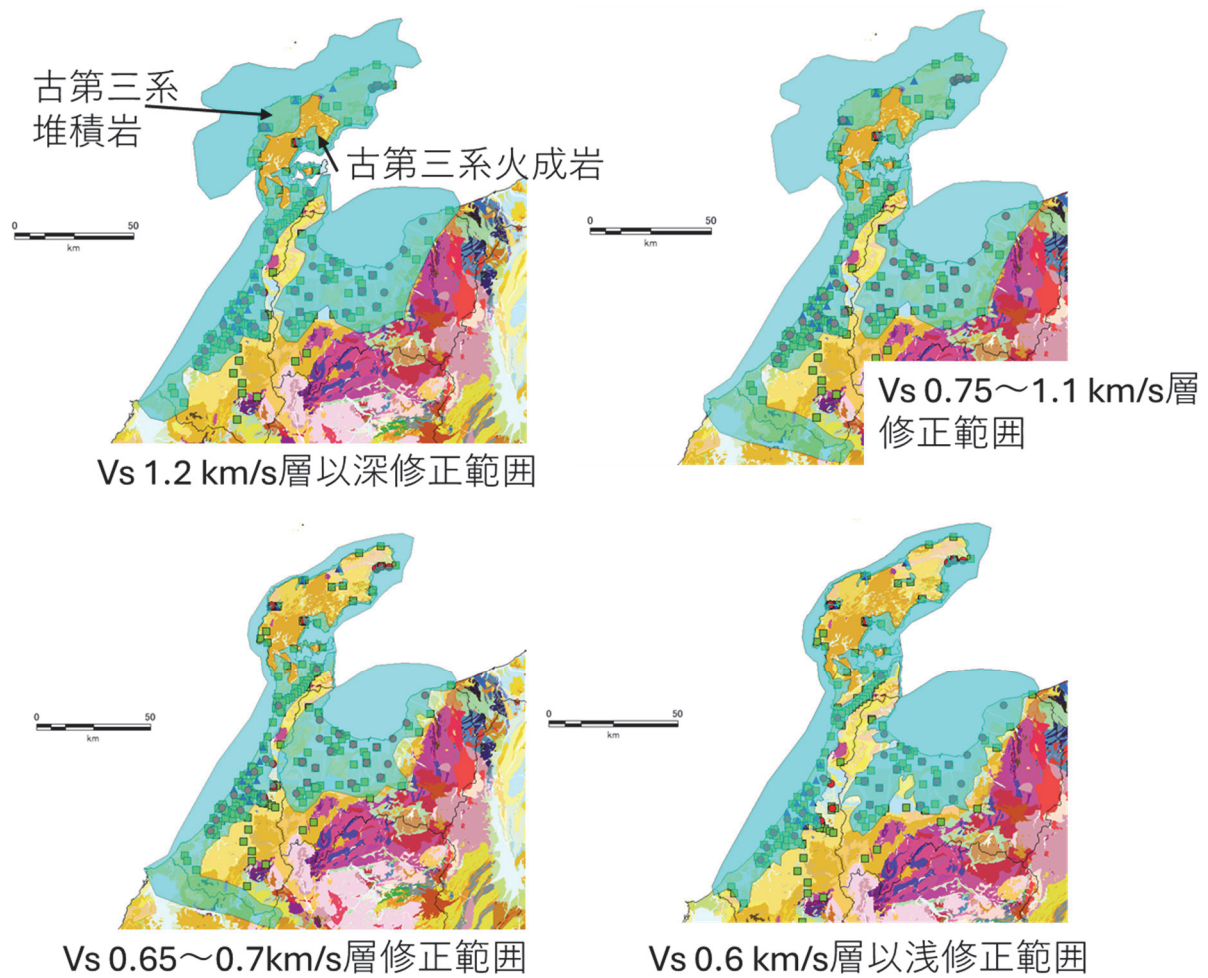 古第三系
堆積岩
古第三系火成岩
0 50
km
Vs 1.2 km/s層以深修正範囲
0 50
km
Vs 0.75～1.1 km/s層
修正範囲
0 50
km
Vs 0.65～0.7km/s層修正範囲
0 50
km
Vs 0.6 km/s層以浅修正範囲